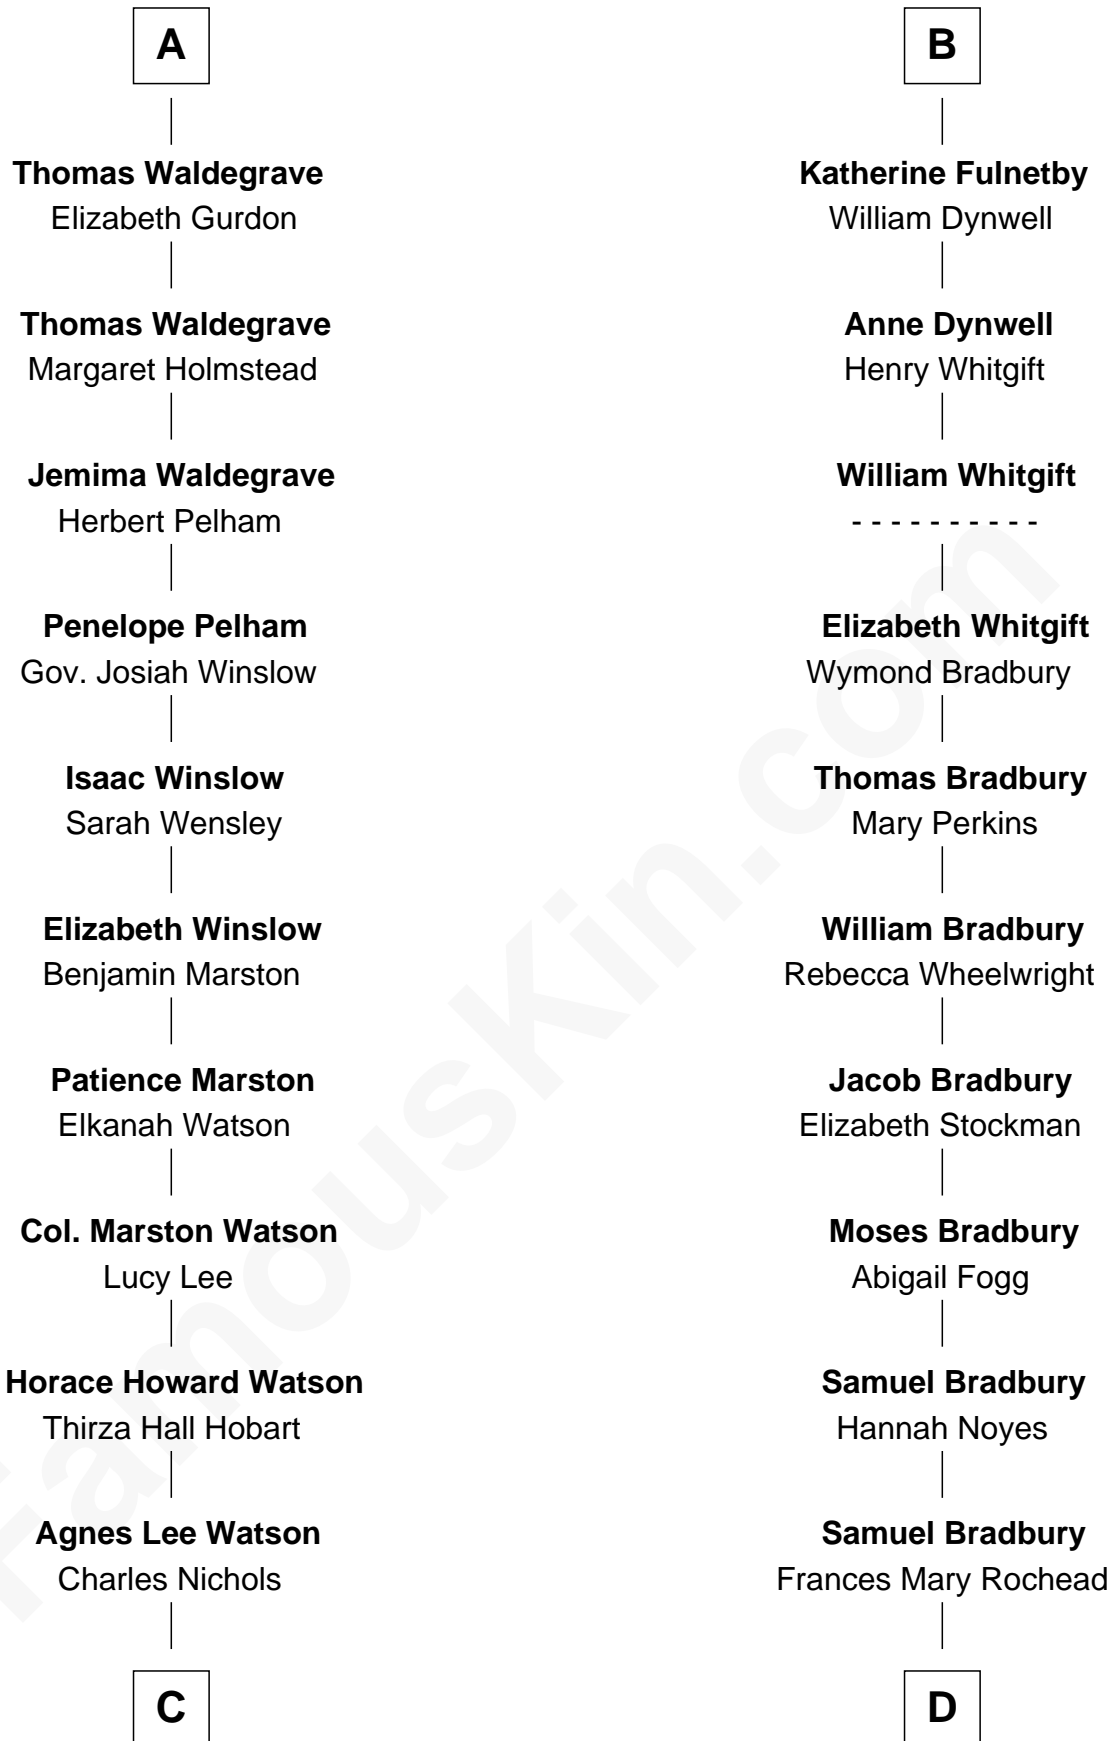 A
Thomas Waldegrave
Elizabeth Gurdon
Thomas Waldegrave
Margaret Holmstead
Jemima Waldegrave
Herbert Pelham
Penelope Pelham
Gov. Josiah Winslow
Isaac Winslow
Sarah Wensley
Elizabeth Winslow
Benjamin Marston
Patience Marston
Elkanah Watson
Col. Marston Watson
Lucy Lee
Horace Howard Watson
Thirza Hall Hobart
Agnes Lee Watson
Charles Nichols
C
B
Katherine Fulnetby
William Dynwell
Anne Dynwell
Henry Whitgift
William Whitgift
- - - - - - - - - -
Elizabeth Whitgift
Wymond Bradbury
Thomas Bradbury
Mary Perkins
William Bradbury
Rebecca Wheelwright
Jacob Bradbury
Elizabeth Stockman
Moses Bradbury
Abigail Fogg
Samuel Bradbury
Hannah Noyes
Samuel Bradbury
Frances Mary Rochead
D
FamousKin.com